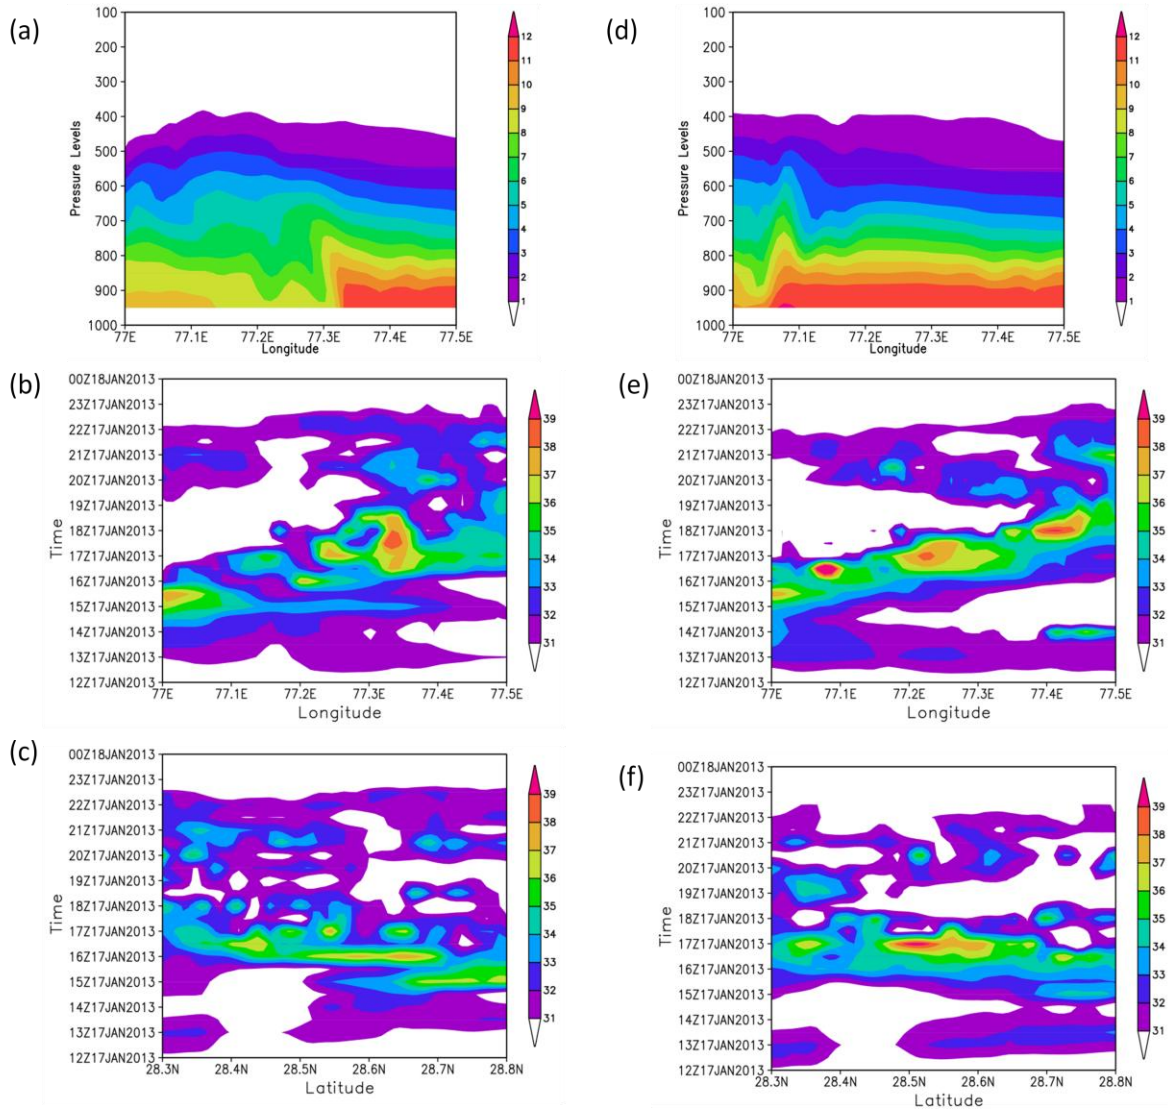 (a)
100
200
300
400
500
600
700
800
900
1000
Pressure Levels
77E 77.1E 77.2E 77.3E 77.4E 77.5E
Longitude
12
11
10
9
8
7
6
5
4
3
2
1
(d)
100
200
300
400
500
600
700
800
900
1000
Pressure Levels
77E 77.1E 77.2E 77.3E 77.4E 77.5E
Longitude
12
11
10
9
8
7
6
5
4
3
2
1
(b)
00Z18JAN2013
23Z17JAN2013
22Z17JAN2013
21Z17JAN2013
20Z17JAN2013
19Z17JAN2013
18Z17JAN2013
17Z17JAN2013
16Z17JAN2013
15Z17JAN2013
14Z17JAN2013
13Z17JAN2013
12Z17JAN2013
Time
77E 77.1E 77.2E 77.3E 77.4E 77.5E
Longitude
39
38
37
36
35
34
33
32
31
(e)
00Z18JAN2013
23Z17JAN2013
22Z17JAN2013
21Z17JAN2013
20Z17JAN2013
19Z17JAN2013
18Z17JAN2013
17Z17JAN2013
16Z17JAN2013
15Z17JAN2013
14Z17JAN2013
13Z17JAN2013
12Z17JAN2013
Time
77E 77.1E 77.2E 77.3E 77.4E 77.5E
Longitude
39
38
37
36
35
34
33
32
31
(c)
00Z18JAN2013
23Z17JAN2013
22Z17JAN2013
21Z17JAN2013
20Z17JAN2013
19Z17JAN2013
18Z17JAN2013
17Z17JAN2013
16Z17JAN2013
15Z17JAN2013
14Z17JAN2013
13Z17JAN2013
12Z17JAN2013
Time
28.3N 28.4N 28.5N 28.6N 28.7N 28.8N
Latitude
39
38
37
36
35
34
33
32
31
(f)
00Z18JAN2013
23Z17JAN2013
22Z17JAN2013
21Z17JAN2013
20Z17JAN2013
19Z17JAN2013
18Z17JAN2013
17Z17JAN2013
16Z17JAN2013
15Z17JAN2013
14Z17JAN2013
13Z17JAN2013
12Z17JAN2013
Time
28.3N 28.4N 28.5N 28.6N 28.7N 28.8N
Latitude
39
38
37
36
35
34
33
32
31